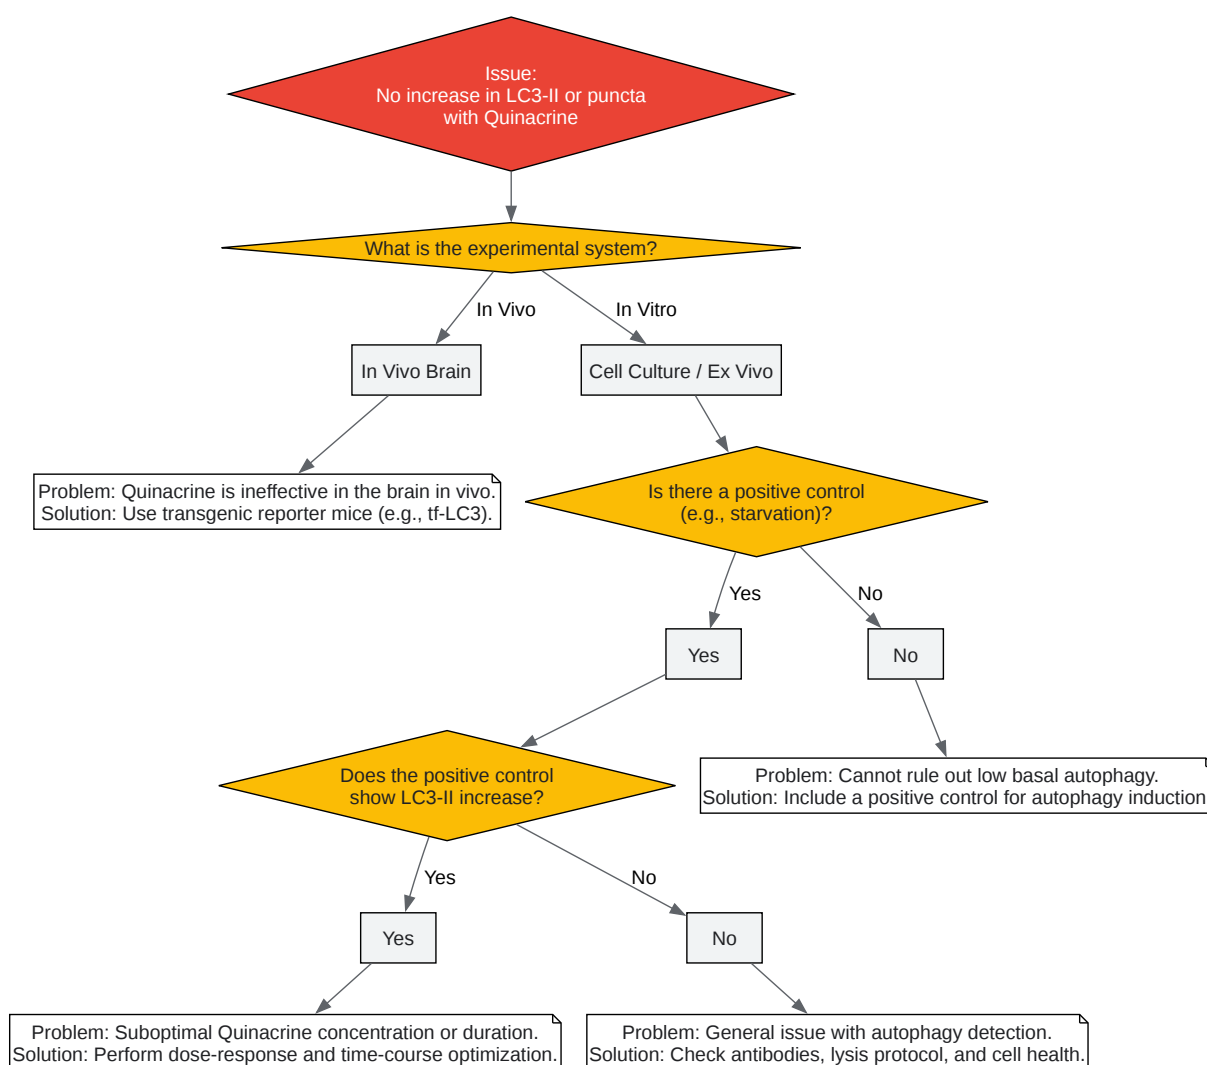 Issue:
No increase in LC3-II or puncta
with Quinacrine
What is the experimental system?
In Vivo
In Vitro
In Vivo Brain
Cell Culture / Ex Vivo
Problem: Quinacrine is ineffective in the brain in vivo.
Solution: Use transgenic reporter mice (e.g., tf-LC3).
Is there a positive control
(e.g., starvation)?
Yes
No
Yes
No
Does the positive control
show LC3-II increase?
Problem: Cannot rule out low basal autophagy.
Solution: Include a positive control for autophagy induction
Yes
No
Yes
No
Problem: Suboptimal Quinacrine concentration or duration.
Solution: Perform dose-response and time-course optimization.
Problem: General issue with autophagy detection.
Solution: Check antibodies, lysis protocol, and cell health.